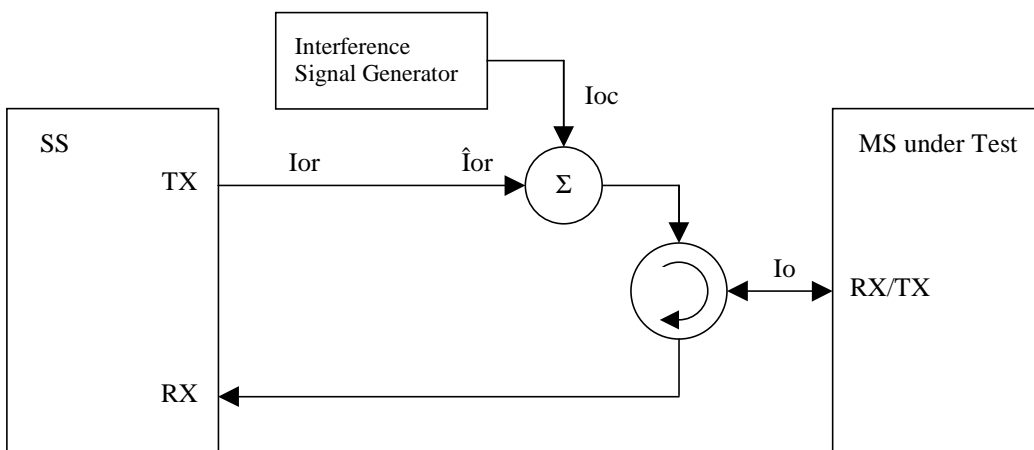 Interference
Signal Generator
Ioc
SS
MS under Test
TX
Ior
Îor
Σ
Io
RX/TX
RX